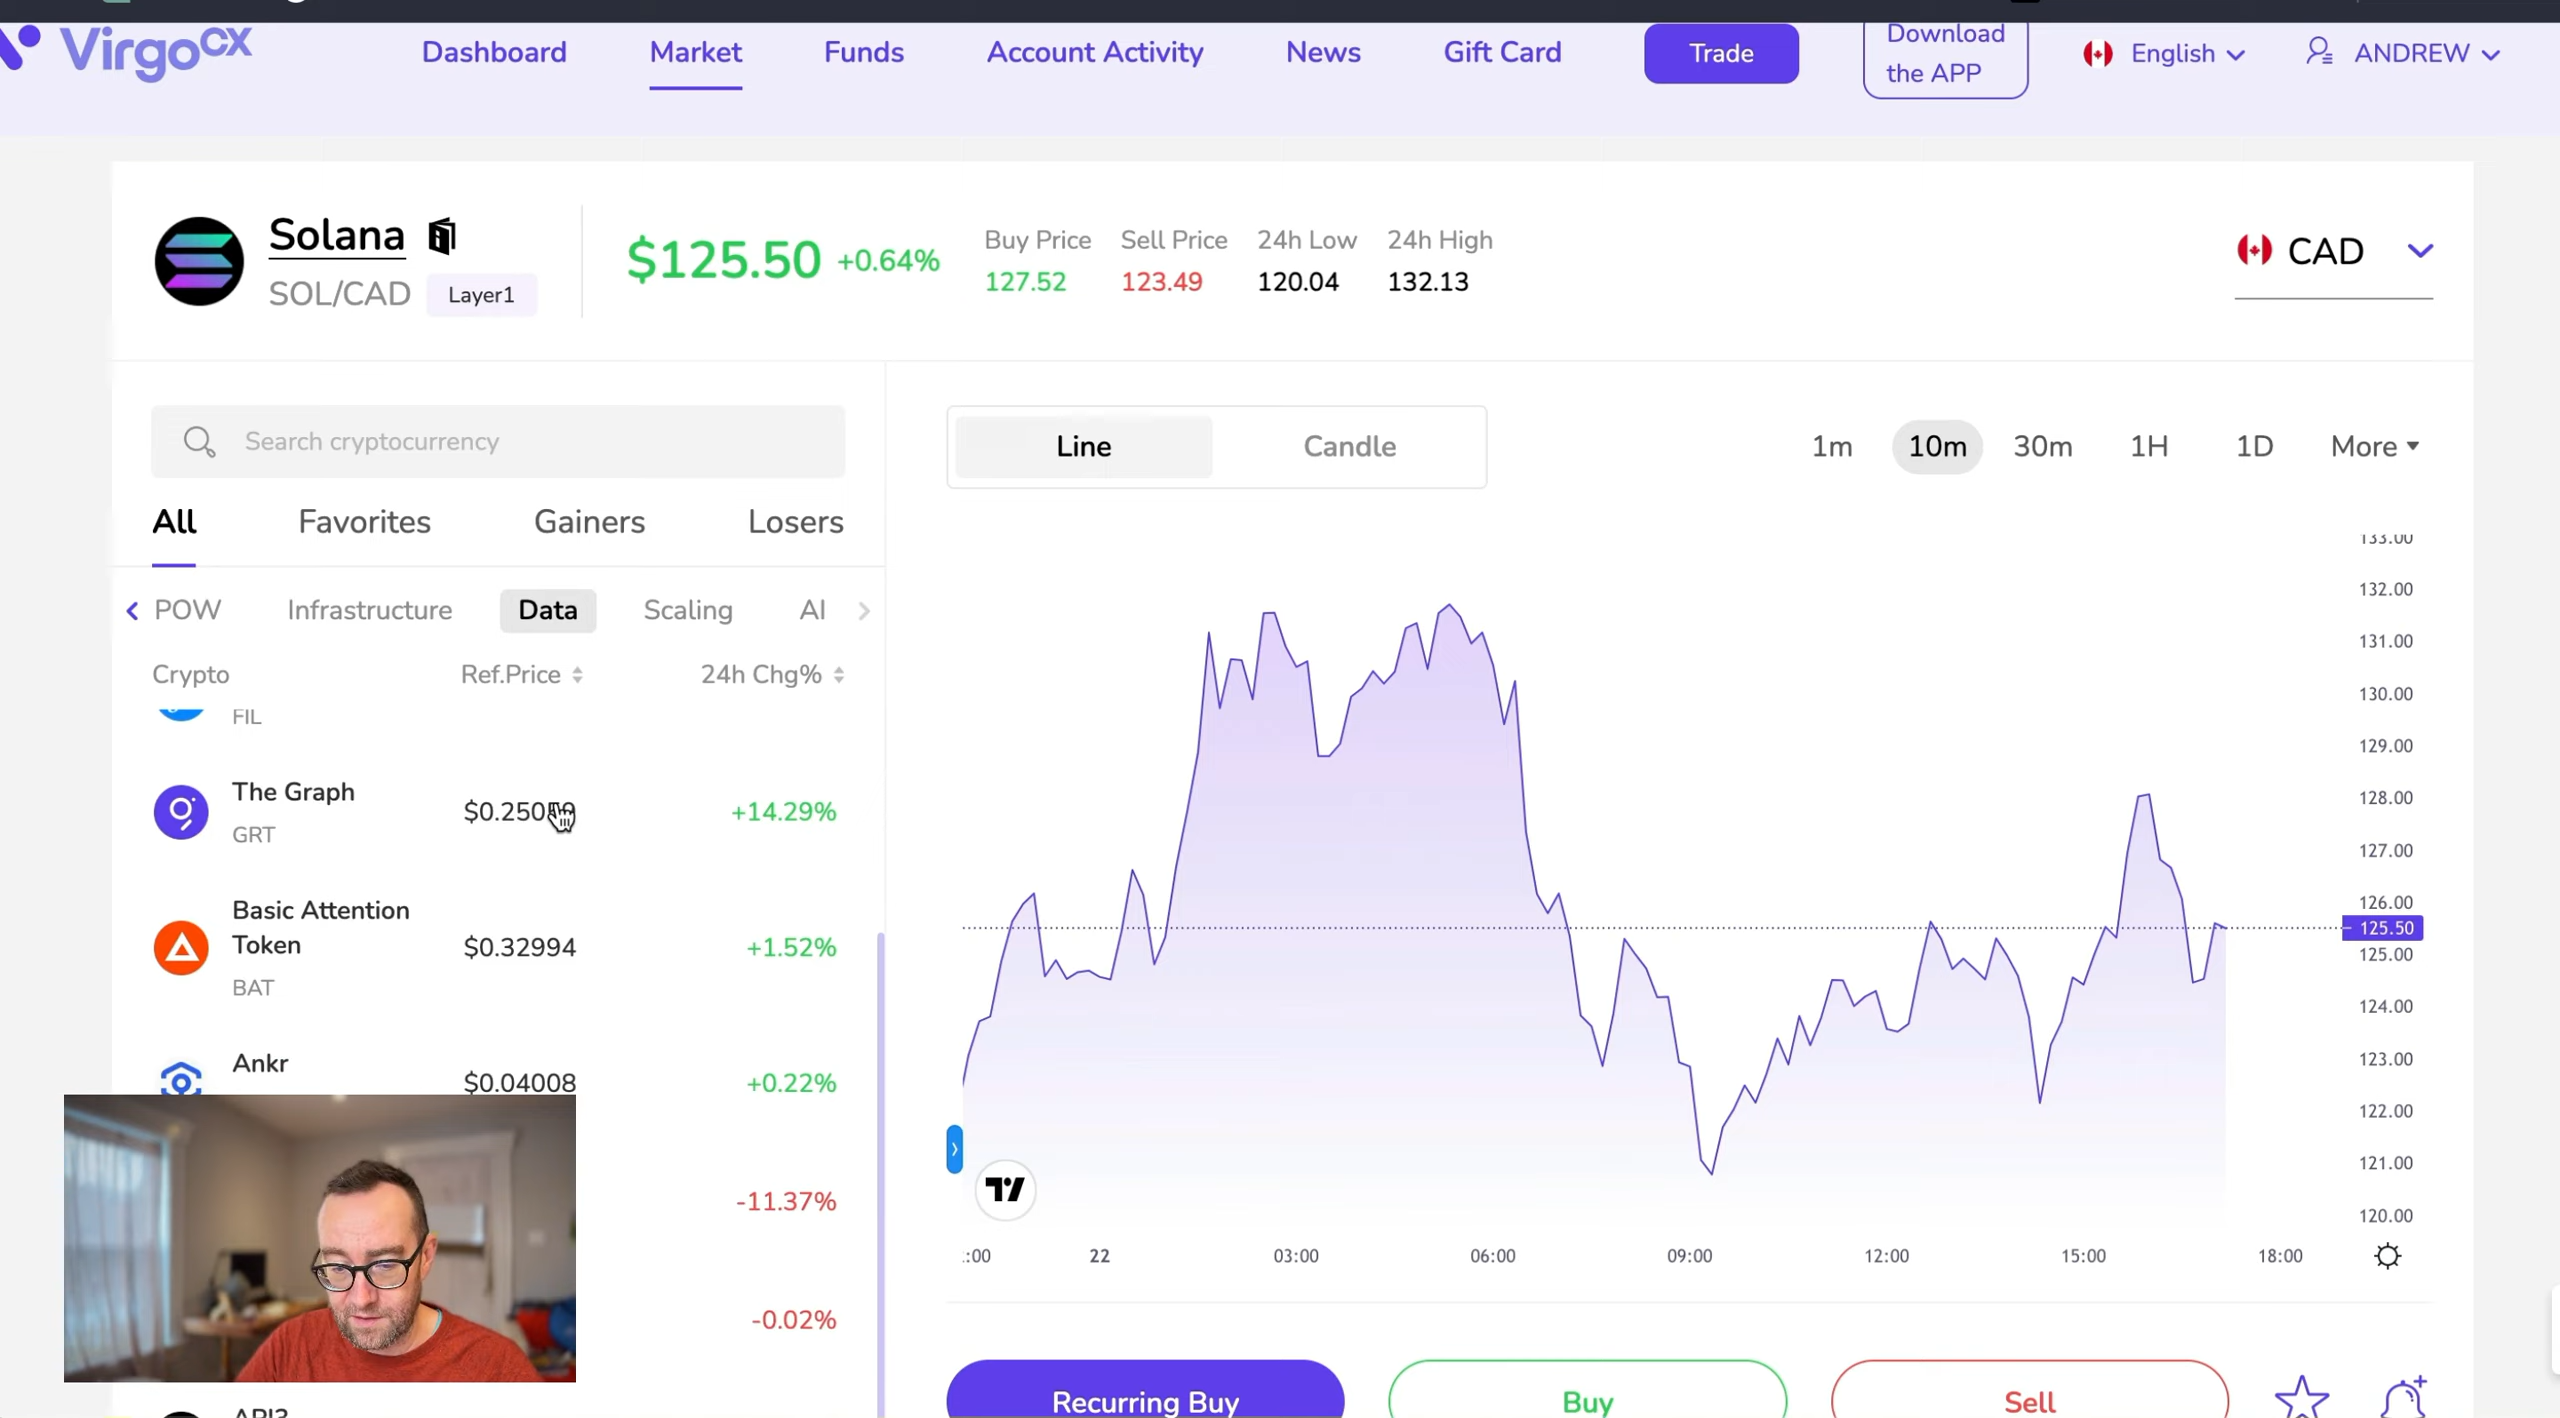 VirgoCX
Dashboard
Market
Funds
Account Activity
News
Gift Card
Trade
Download
the APP
English
ANDREW
Solana
SOL/CAD
Layer1
$125.50 +0.64%
Buy Price
127.52
Sell Price
123.49
24h Low
120.04
24h High
132.13
CAD
Search cryptocurrency
All
Favorites
Gainers
Losers
POW
Infrastructure
Data
Scaling
AI
Crypto
Ref.Price
24h Chg%
FIL
The Graph
GRT
+14.29%
Basic Attention
Token
BAT
$0.32994
+1.52%
Ankr
$0.04008
+0.22%
-11.37%
-0.02%
API3
Line
Candle
1m
10m
30m
1H
1D
More
133.00
132.00
131.00
130.00
129.00
128.00
127.00
126.00
125.50
125.00
124.00
123.00
122.00
121.00
120.00
:00
22
03:00
06:00
09:00
12:00
15:00
18:00
Recurring Buy
Buy
Sell